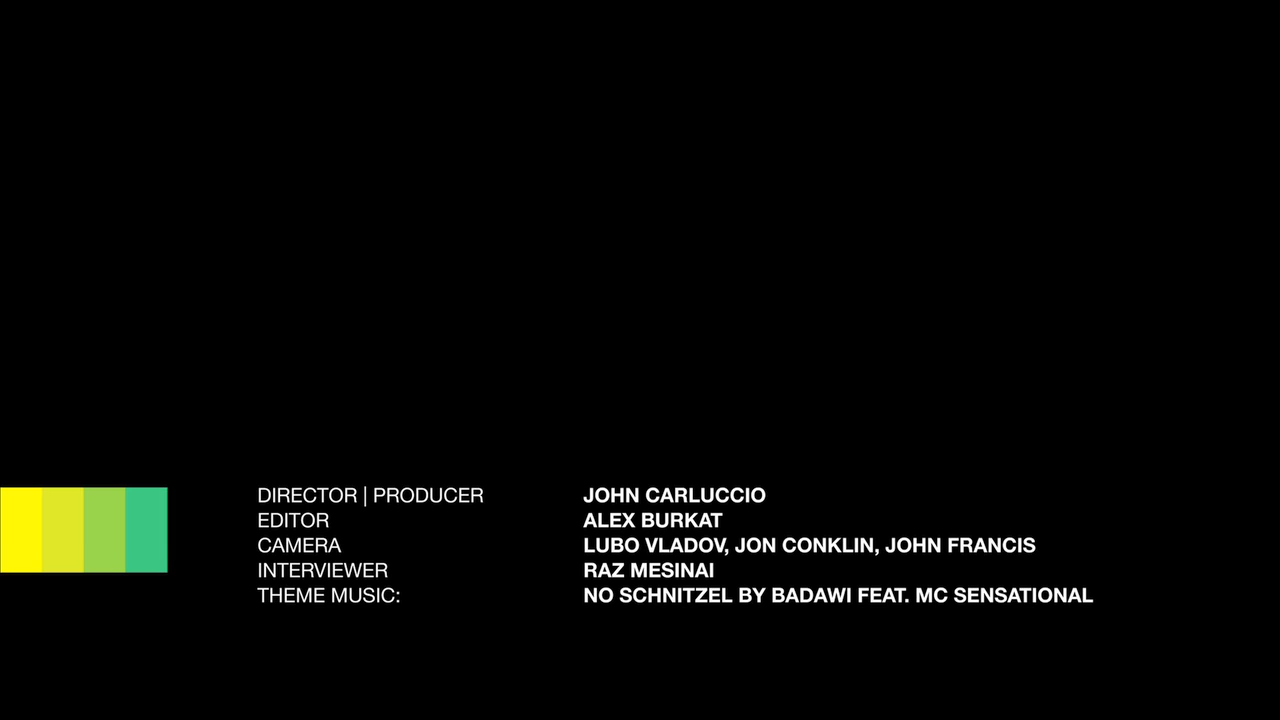 DIRECTOR | PRODUCER JOHN CARLUCCIO
EDITOR ALEX BURKAT
CAMERA LUBO VLADOV, JON CONKLIN, JOHN FRANCIS
INTERVIEWER RAZ MESINAI
THEME MUSIC: NO SCHNITZEL BY BADAWI FEAT. MC SENSATIONAL